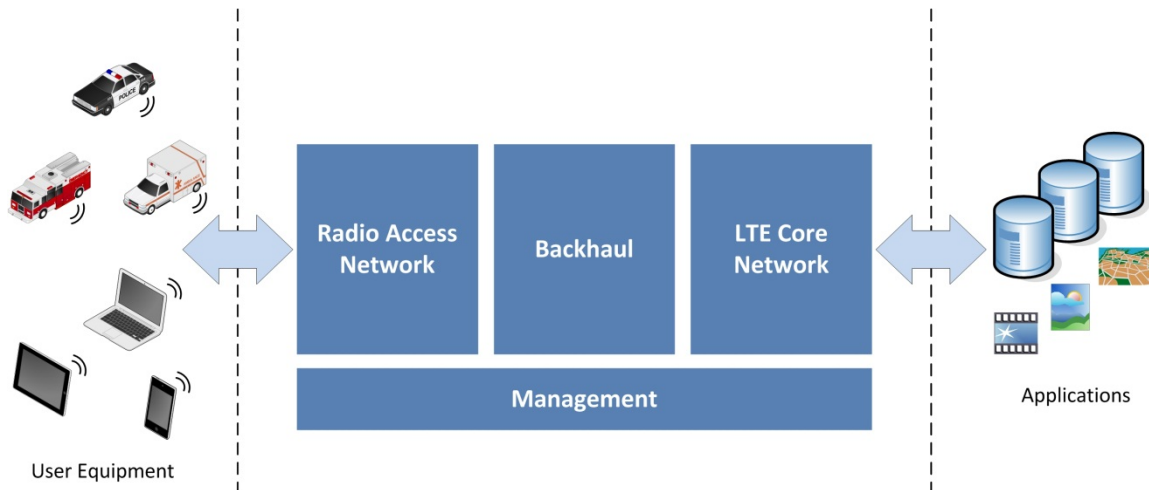 POLICE
Radio Access
Network
Backhaul
LTE Core
Network
Management
Applications
User Equipment